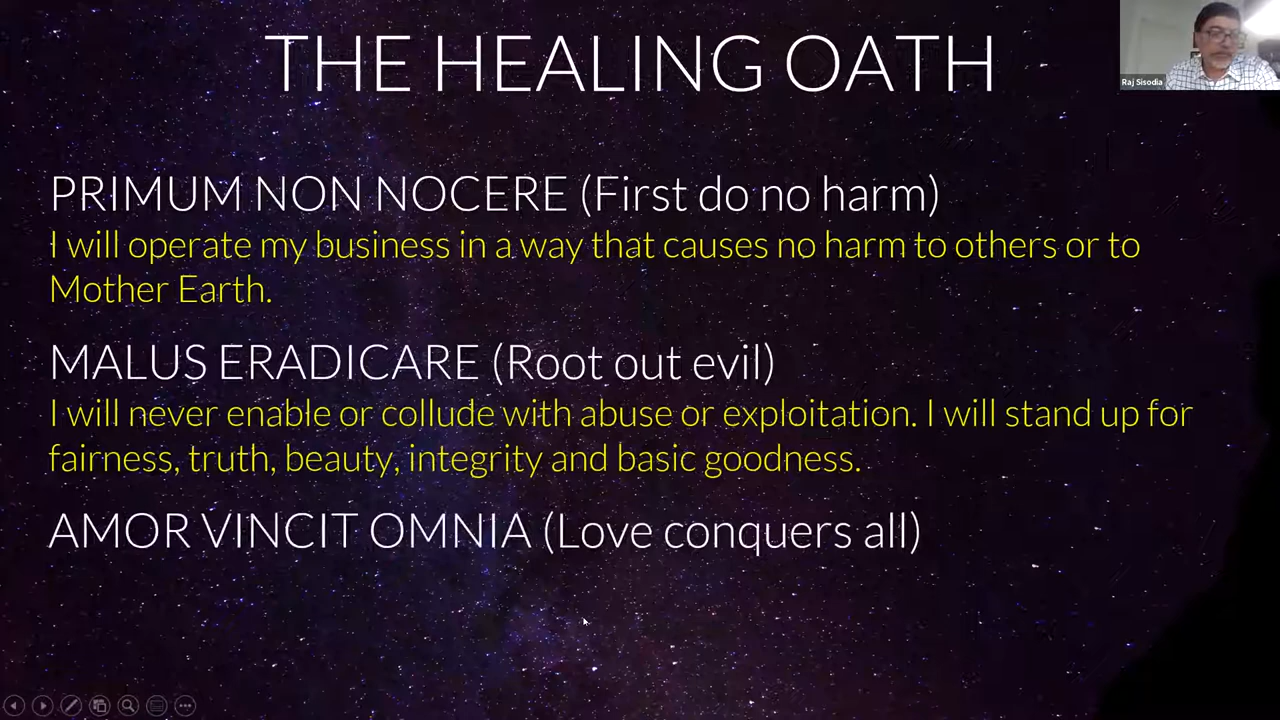 THE HEALING OATH
Raj Sisodia
PRIMUM NON NOCERE (First do no harm)
I will operate my business in a way that causes no harm to others or to
Mother Earth.
MALUS ERADICARE (Root out evil)
I will never enable or collude with abuse or exploitation. I will stand up for
fairness, truth, beauty, integrity and basic goodness.
AMOR VINCIT OMNIA (Love conquers all)